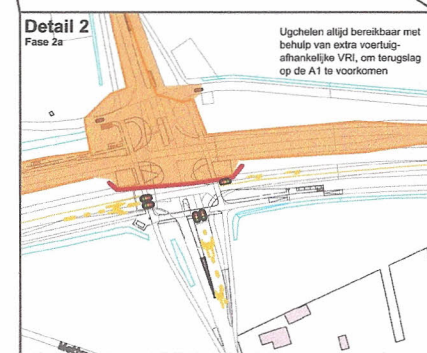 Detail 2
Fase 2a
Ugchelen altijd bereikbaar met
behulp van extra voertuig-
afhankelijke VRI, om terugslag
op de A1 te voorkomen